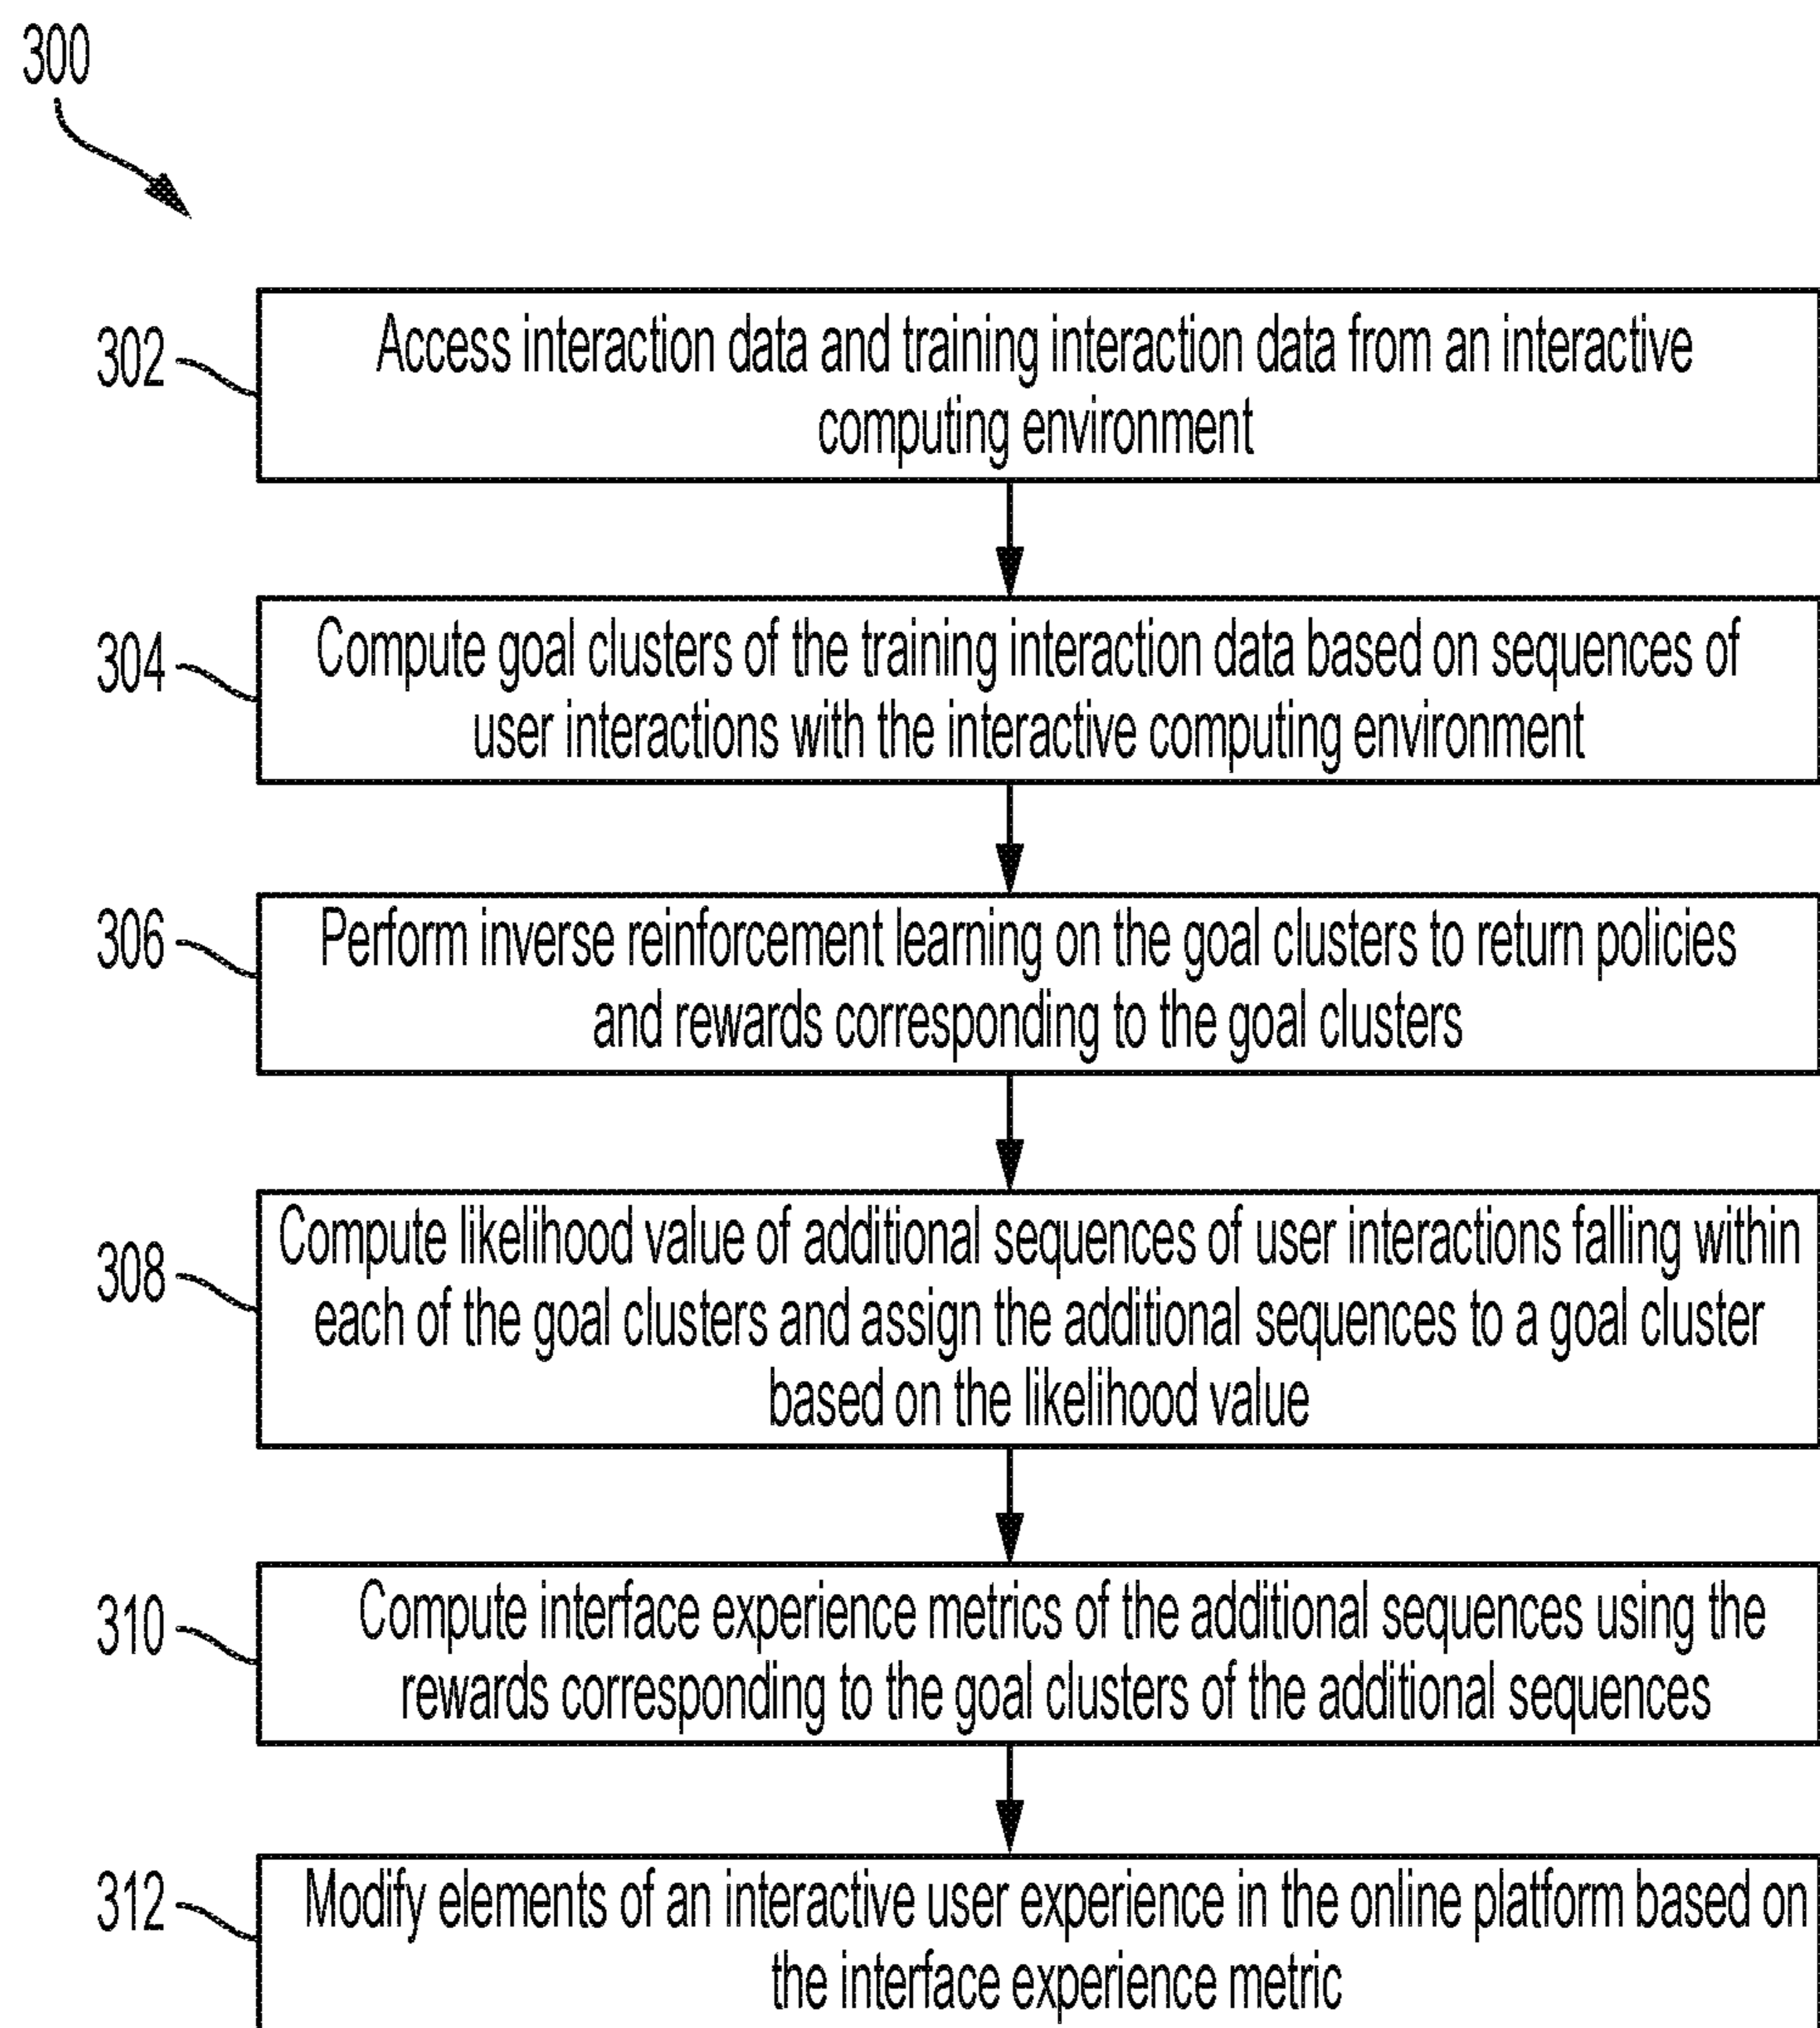 300
302
Access interaction data and training interaction data from an interactive
computing environment
304
Compute goal clusters of the training interaction data based on sequences of
user interactions with the interactive computing environment
306
Perform inverse reinforcement learning on the goal clusters to return policies
and rewards corresponding to the goal clusters
308
Compute likelihood value of additional sequences of user interactions falling within
each of the goal clusters and assign the additional sequences to a goal cluster
based on the likelihood value
310
Compute interface experience metrics of the additional sequences using the
rewards corresponding to the goal clusters of the additional sequences
312
Modify elements of an interactive user experience in the online platform based on
the interface experience metric